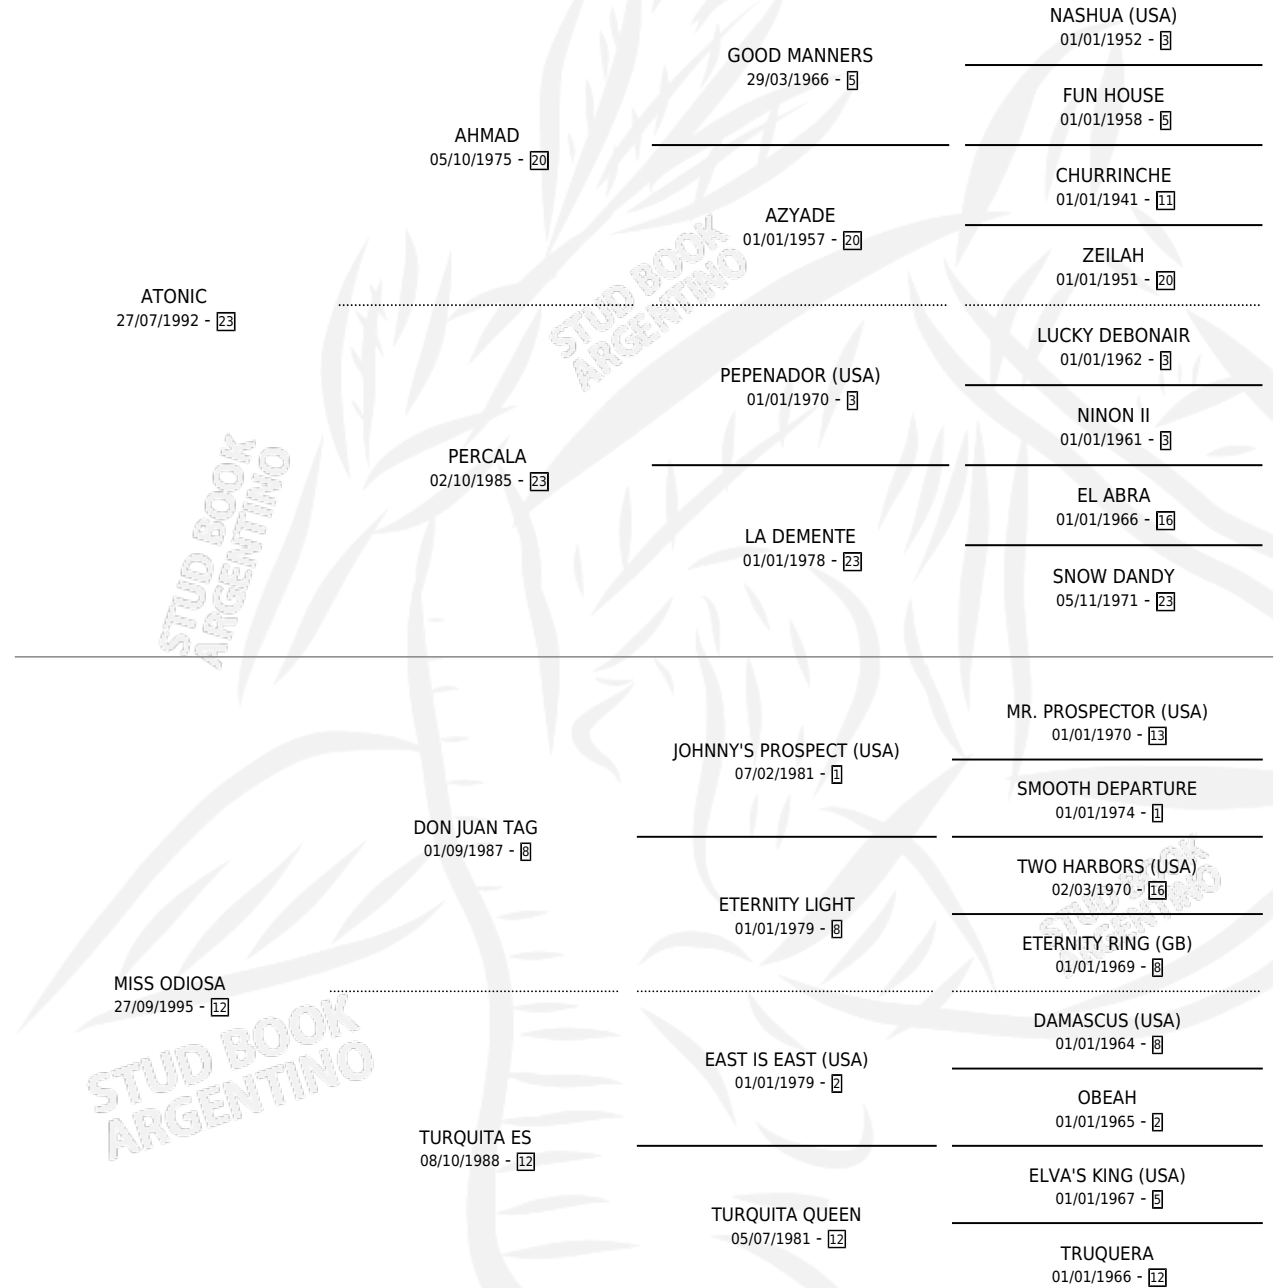 NASHUA (USA)
01/01/1952 - 3
GOOD MANNERS
29/03/1966 - 5
FUN HOUSE
01/01/1958 - 5
AHMAD
05/10/1975 - 20
CHURRINCHE
01/01/1941 - 11
AZYADE
01/01/1957 - 20
ZEILAH
01/01/1951 - 20
ATONIC
27/07/1992 - 23
STUD BOOK
ARGENTINO
LUCKY DEBONAIR
01/01/1962 - 3
PEPENADOR (USA)
01/01/1970 - 3
NINON II
01/01/1961 - 3
PERCALA
02/10/1985 - 23
EL ABRA
01/01/1966 - 16
LA DEMENTE
01/01/1978 - 23
SNOW DANDY
05/11/1971 - 23
STUD BOOK
ARGENTINO
MR. PROSPECTOR (USA)
01/01/1970 - 13
JOHNNY'S PROSPECT (USA)
07/02/1981 - 1
SMOOTH DEPARTURE
01/01/1974 - 1
DON JUAN TAG
01/09/1987 - 8
TWO HARBORS (USA)
02/03/1970 - 16
ETERNITY LIGHT
01/01/1979 - 8
STUD BOOK
ARGENTINO
ETERNITY RING (GB)
01/01/1969 - 8
MISS ODIOSA
27/09/1995 - 12
DAMASCUS (USA)
01/01/1964 - 8
EAST IS EAST (USA)
01/01/1979 - 2
STUD BOOK
ARGENTINO
OBEAH
01/01/1965 - 2
TURQUITA ES
08/10/1988 - 12
ELVA'S KING (USA)
01/01/1967 - 5
TURQUITA QUEEN
05/07/1981 - 12
TRUQUERA
01/01/1966 - 12